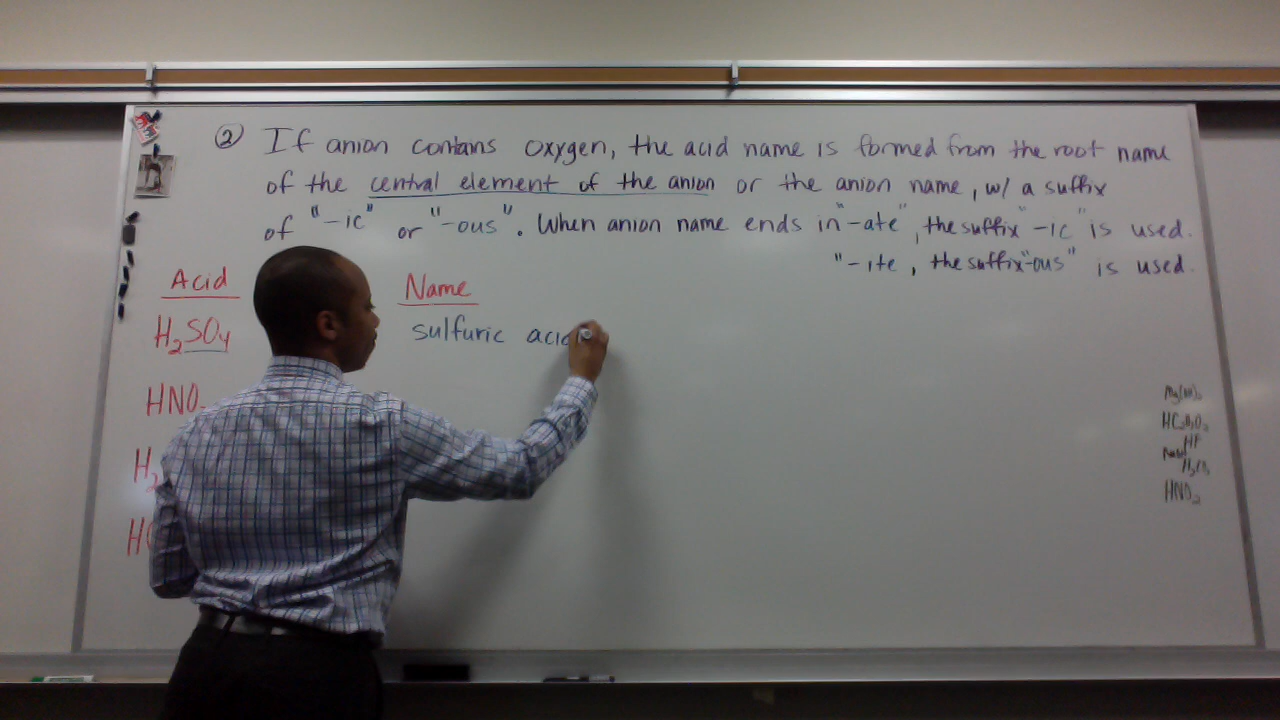 ② If anion contains oxygen, the acid name is formed from the root name
of the central element of the anion or the anion name, w/ a suffix
of "-ic" or "-ous". When anion name ends in "-ate", the suffix "-ic" is used.
"-ite, the suffix "-ous" is used.
Acid Name
H₂SO₄ sulfuric acid
HNO
H₂
HC₂H₃O₂
HF
HNO₂